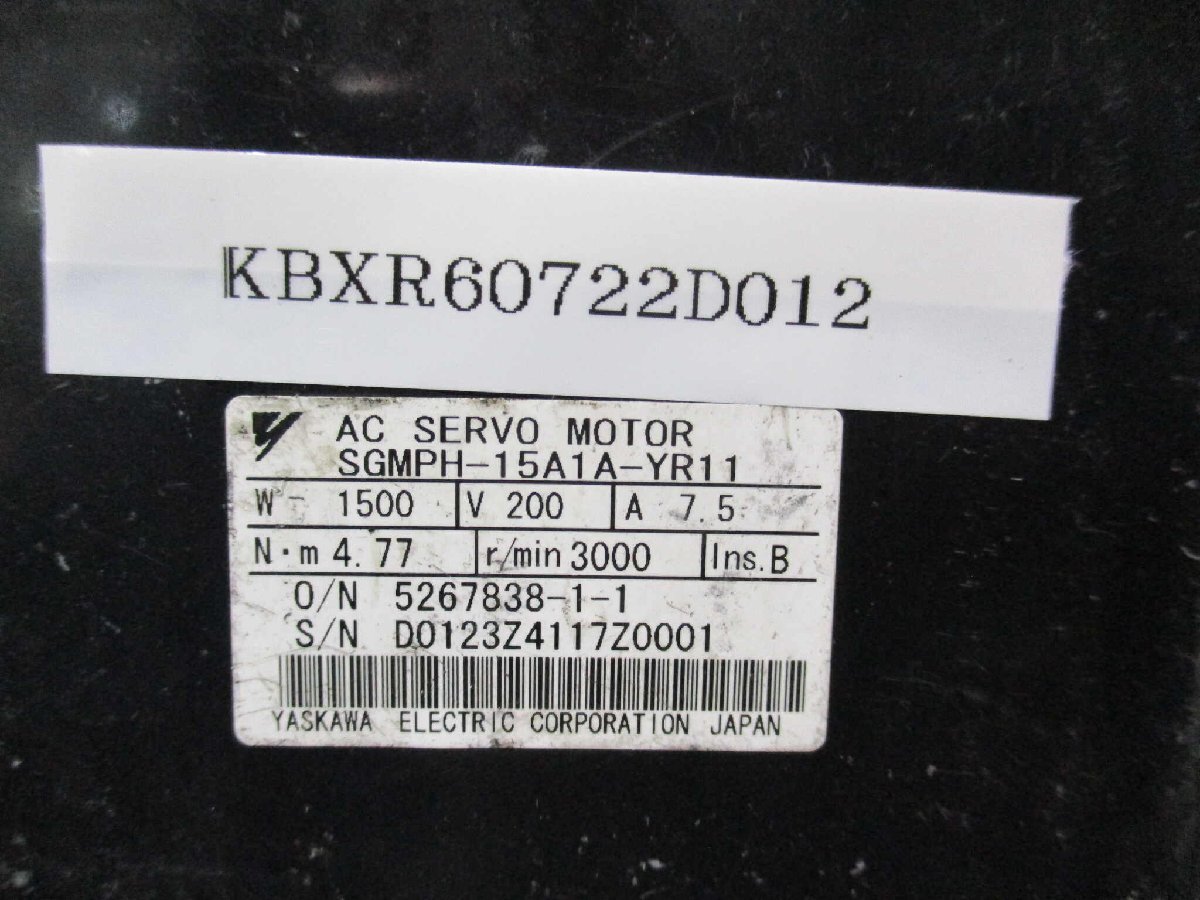 KBXR60722D012
AC SERVO MOTOR
SGMPH-15A1A-YR11
W 1500 V 200 A 7.5
N·m 4.77 r/min 3000 Ins. B
O/N 5267838-1-1
S/N D0123Z4117Z0001
YASKAWA ELECTRIC CORPORATION JAPAN